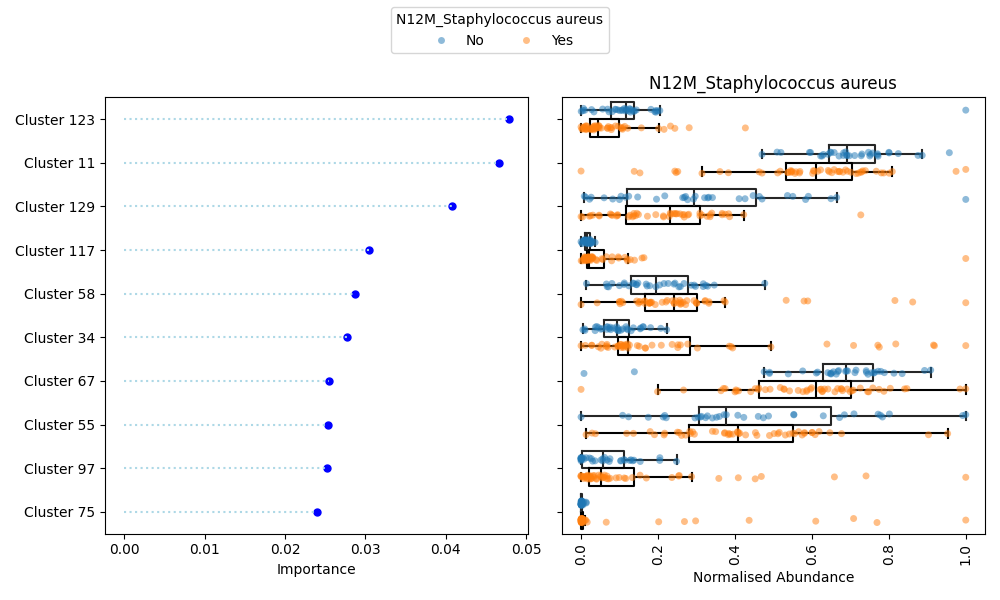 N12M_Staphylococcus aureus
No Yes
N12M_Staphylococcus aureus
Cluster 123
Cluster 11
Cluster 129
Cluster 117
Cluster 58
Cluster 34
Cluster 67
Cluster 55
Cluster 97
Cluster 75
0.00 0.01 0.02 0.03 0.04 0.05
Importance
0.0 0.2 0.4 0.6 0.8 1.0
Normalised Abundance